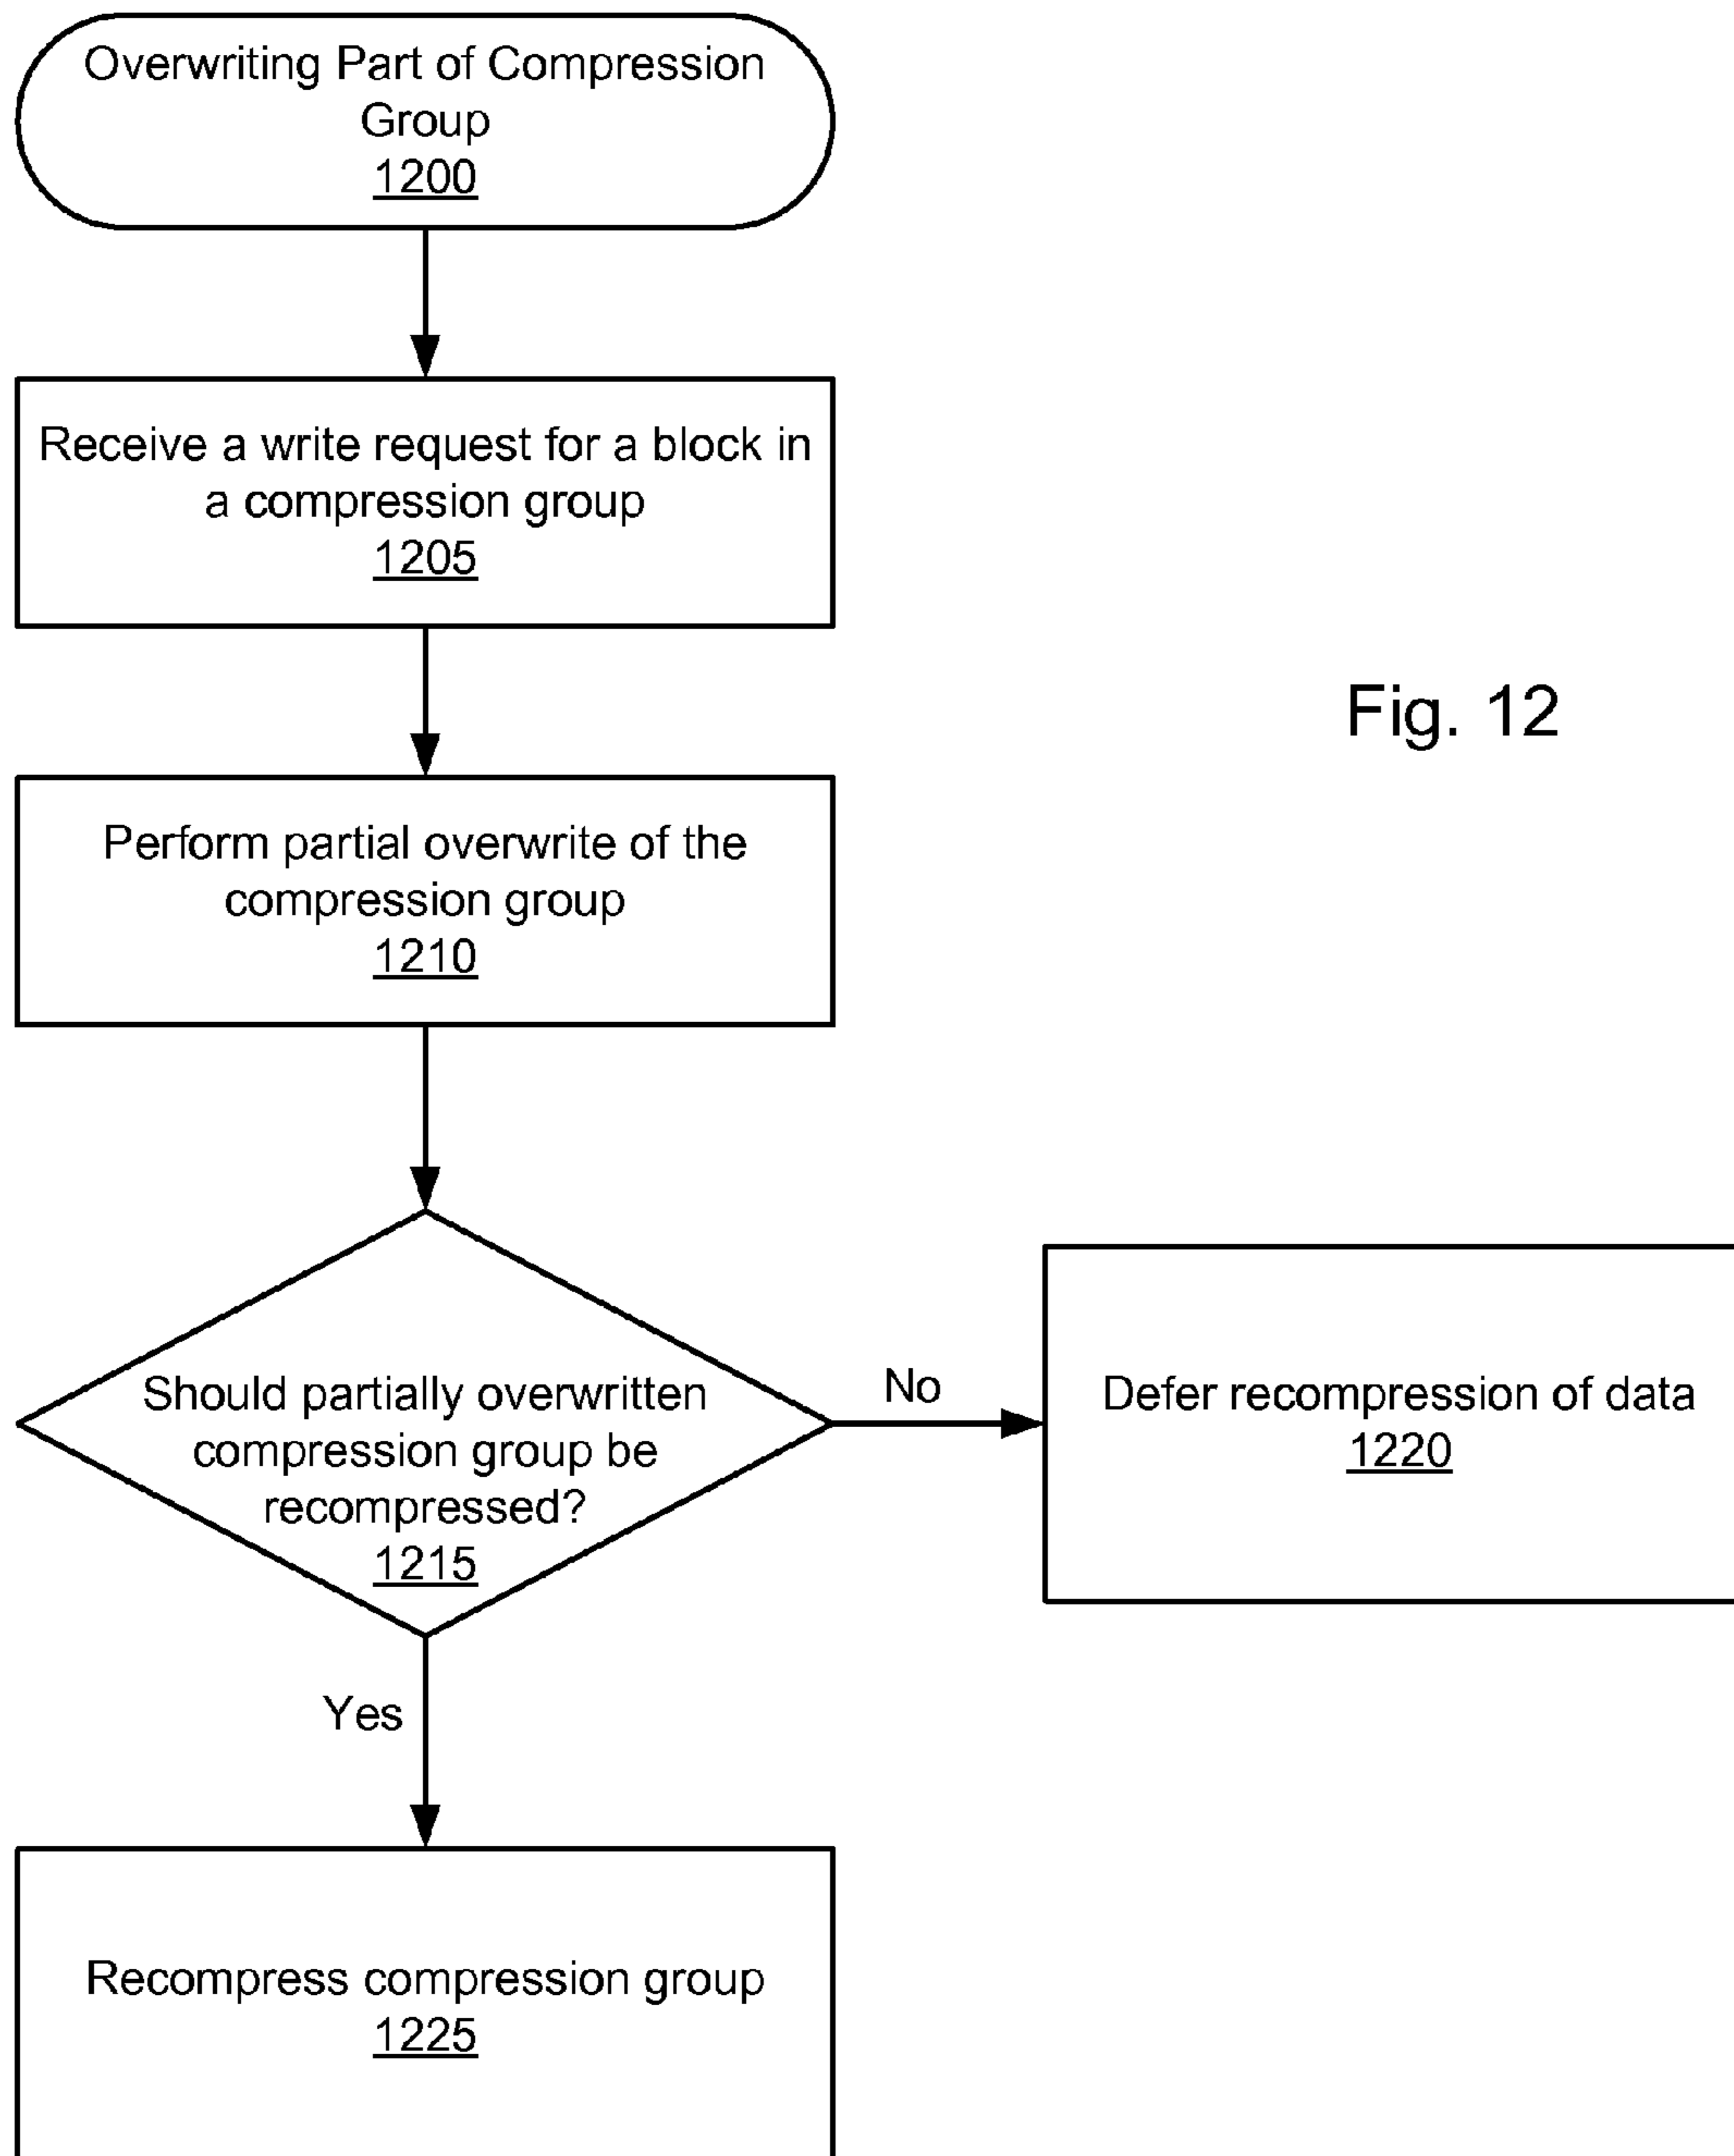 Overwriting Part of Compression
Group
1200
Receive a write request for a block in
a compression group
1205
Fig. 12
Perform partial overwrite of the
compression group
1210
Should partially overwritten
compression group be
recompressed?
1215
No
Defer recompression of data
1220
Yes
Recompress compression group
1225